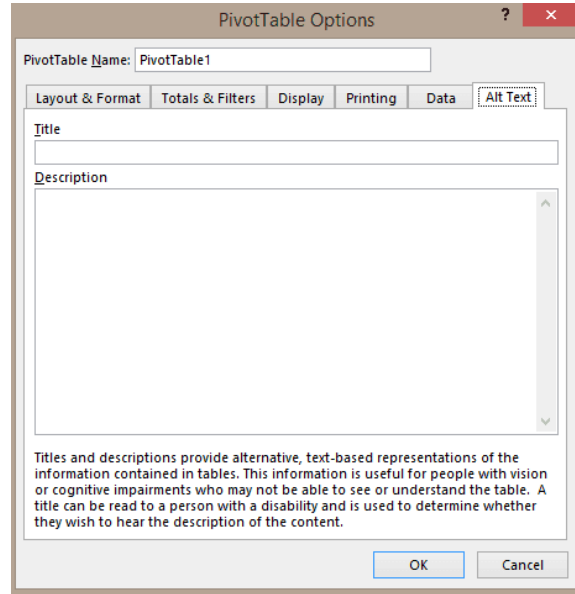 PivotTable Options ?
PivotTable Name: PivotTable1
Layout & Format Totals & Filters Display Printing Data Alt Text
Title
Description
Titles and descriptions provide alternative, text-based representations of the
information contained in tables. This information is useful for people with vision
or cognitive impairments who may not be able to see or understand the table. A
title can be read to a person with a disability and is used to determine whether
they wish to hear the description of the content.
OK Cancel